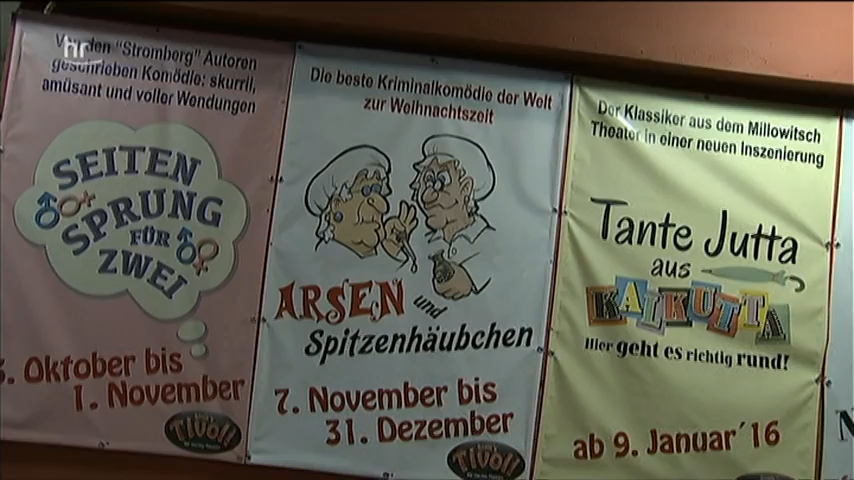 hr
Von den "Stromberg" Autoren
geschrieben Komödie: skurril,
amüsant und voller Wendungen
SEITEN
SPRUNG
FÜR
ZWEI
. Oktober bis
1. November
Tivoli
Die beste Kriminalkomödie der Welt
zur Weihnachtszeit
ARSEN und
Spitzenhäubchen
7. November bis
31. Dezember
Tivoli
Der Klassiker aus dem Millowitsch
Theater in einer neuen Inszenierung
Tante Jutta
aus
KALKUTTA
Hier geht es richtig rund!
ab 9. Januar´16
N